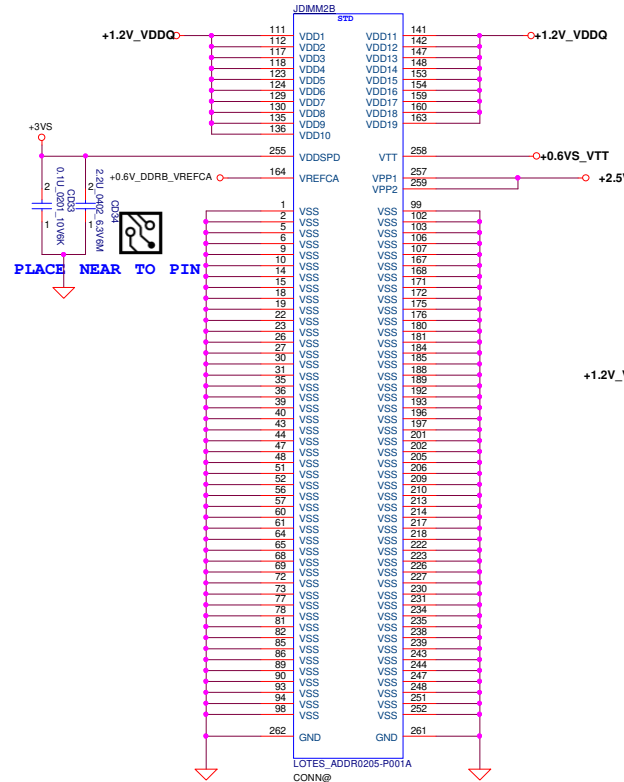 JDIMM2B
STD
+1.2V_VDDQ 111 VDD1 VDD11 141 +1.2V_VDDQ
112 VDD2 VDD12 142
117 VDD3 VDD13 147
118 VDD4 VDD14 148
123 VDD5 VDD15 153
124 VDD6 VDD16 154
129 VDD7 VDD17 159
130 VDD8 VDD18 160
135 VDD9 VDD19 163
136 VDD10
+3VS
255 VDDSPD VTT 258 +0.6VS_VTT
+0.6V_DDRB_VREFCA 164 VREFCA VPP1 257 +2.5V
VPP2 259
0.1U_0201_10V6K
CD33
2.2U_0402_6.3V6M
CD34
2 2
1 1
PLACE NEAR TO PIN
1 VSS VSS 99
2 VSS VSS 102
5 VSS VSS 103
6 VSS VSS 106
9 VSS VSS 107
10 VSS VSS 167
14 VSS VSS 168
15 VSS VSS 171
18 VSS VSS 172
19 VSS VSS 175
22 VSS VSS 176
23 VSS VSS 180
26 VSS VSS 181
27 VSS VSS 184
30 VSS VSS 185
31 VSS VSS 188
35 VSS VSS 189
36 VSS VSS 192
39 VSS VSS 193
40 VSS VSS 196
43 VSS VSS 197
44 VSS VSS 201
47 VSS VSS 202
48 VSS VSS 205
51 VSS VSS 206
52 VSS VSS 209
56 VSS VSS 210
57 VSS VSS 213
60 VSS VSS 214
61 VSS VSS 217
64 VSS VSS 218
65 VSS VSS 222
68 VSS VSS 223
69 VSS VSS 226
72 VSS VSS 227
73 VSS VSS 230
77 VSS VSS 231
78 VSS VSS 234
81 VSS VSS 235
82 VSS VSS 238
85 VSS VSS 239
86 VSS VSS 243
89 VSS VSS 244
90 VSS VSS 247
93 VSS VSS 248
94 VSS VSS 251
98 VSS VSS 252
262 GND GND 261
+1.2V_V
LOTES_ADDR0205-P001A
CONN@